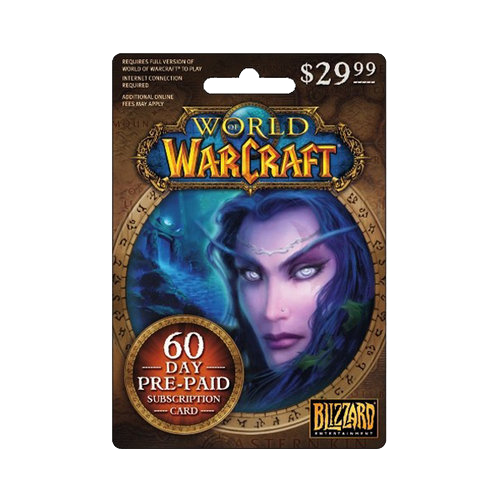 REQUIRES FULL VERSION OF
WORLD OF WARCRAFT® TO PLAY
INTERNET CONNECTION
REQUIRED
ADDITIONAL ONLINE
FEES MAY APPLY
$29.99
WORLD
OF
WARCRAFT
60
DAY
PRE-PAID
SUBSCRIPTION
CARD
BLIZZARD
ENTERTAINMENT